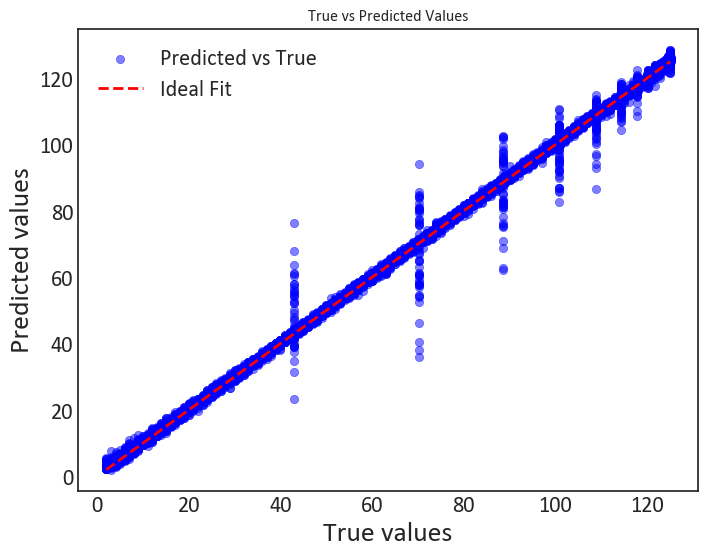 True vs Predicted Values
Predicted vs True
Ideal Fit
120
100
80
60
40
20
0
Predicted values
0 20 40 60 80 100 120
True values